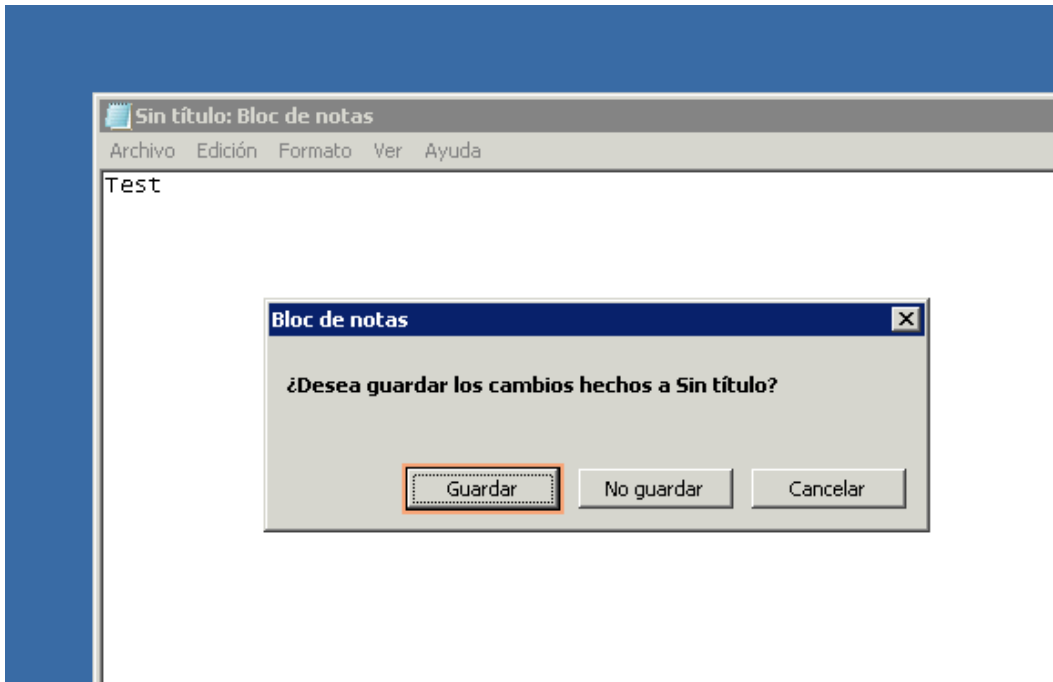 Sin título: Bloc de notas
Archivo Edición Formato Ver Ayuda
Test
Bloc de notas
¿Desea guardar los cambios hechos a Sin título?
Guardar No guardar Cancelar